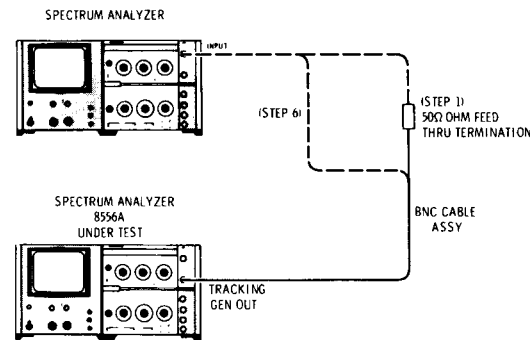 SPECTRUM ANALYZER
INPUT
(STEP 6)
(STEP 1)
50Ω OHM FEED
THRU TERMINATION
SPECTRUM ANALYZER
8556A
UNDER TEST
BNC CABLE
ASSY
TRACKING
GEN OUT